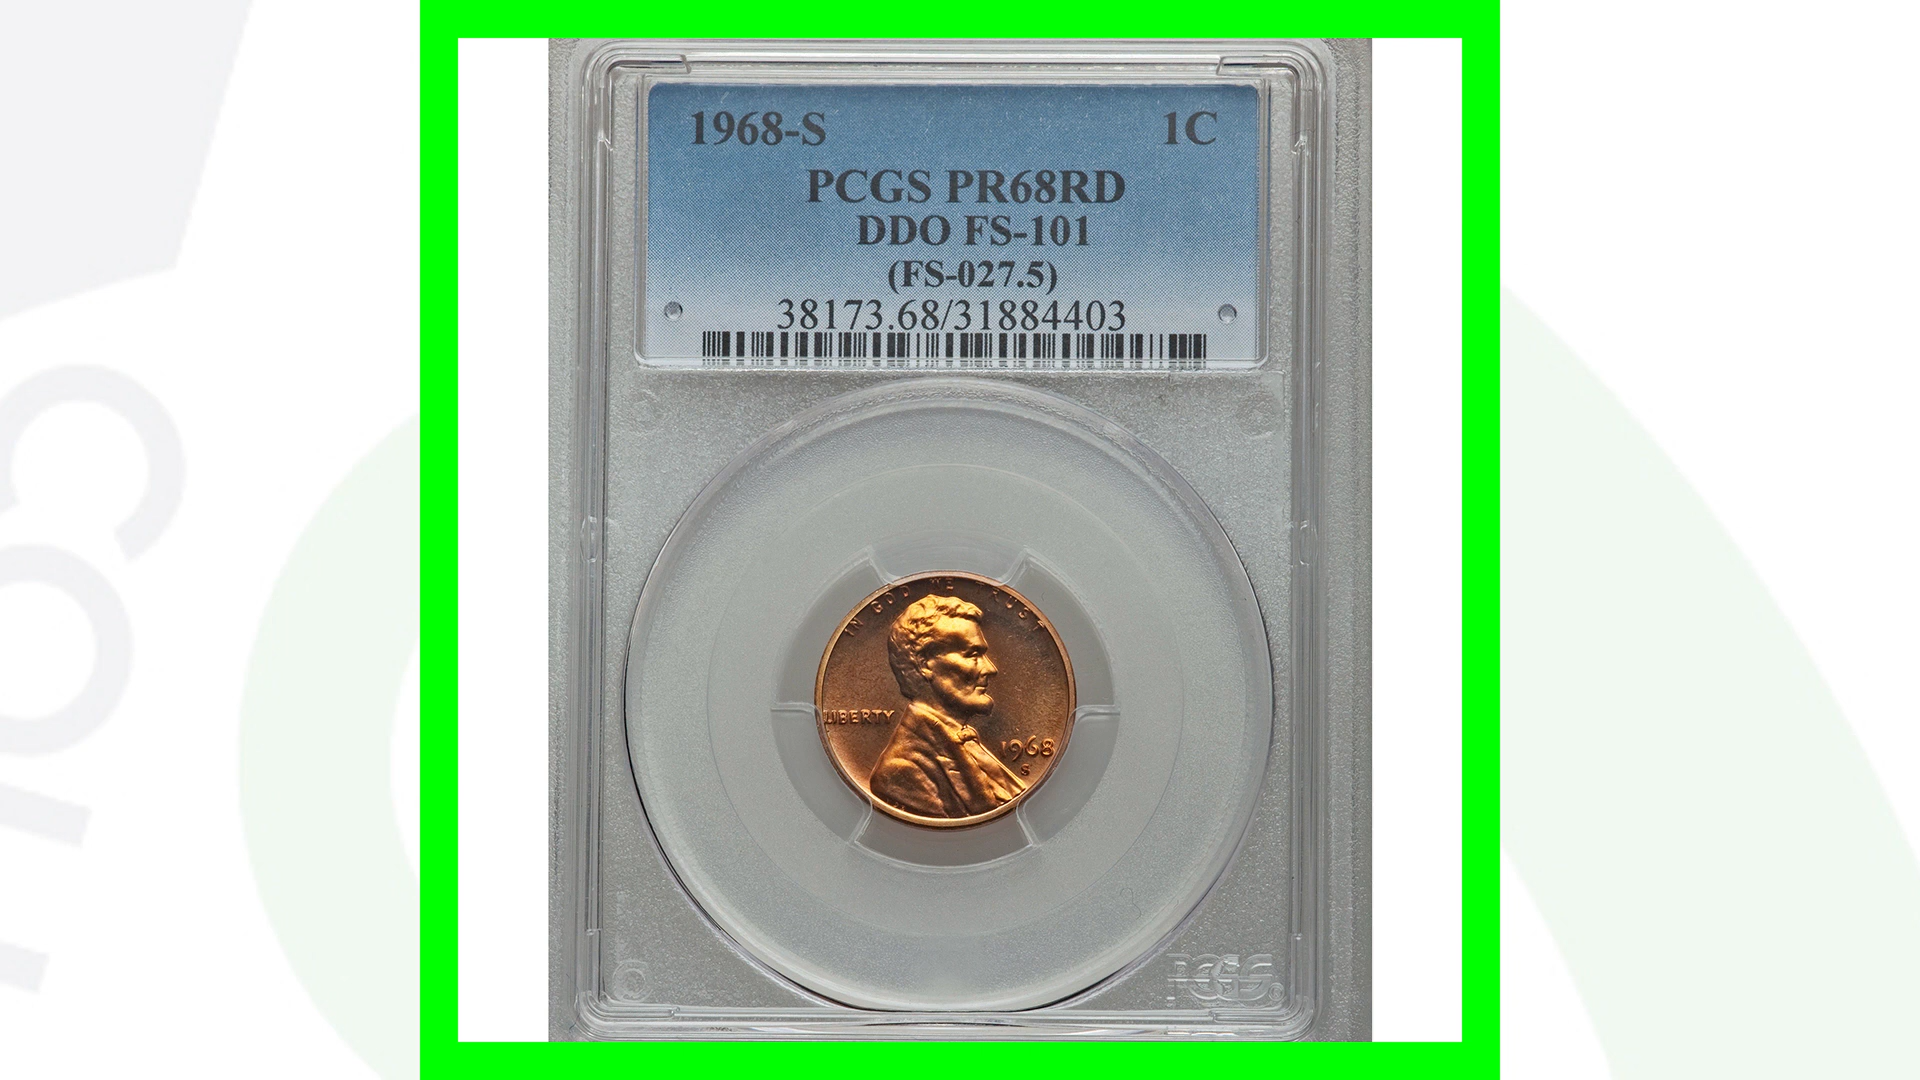 1968-S 1C
PCGS PR68RD
DDO FS-101
(FS-027.5)
38173.68/31884403
IN GOD WE TRUST
LIBERTY
1968
S
PCGS